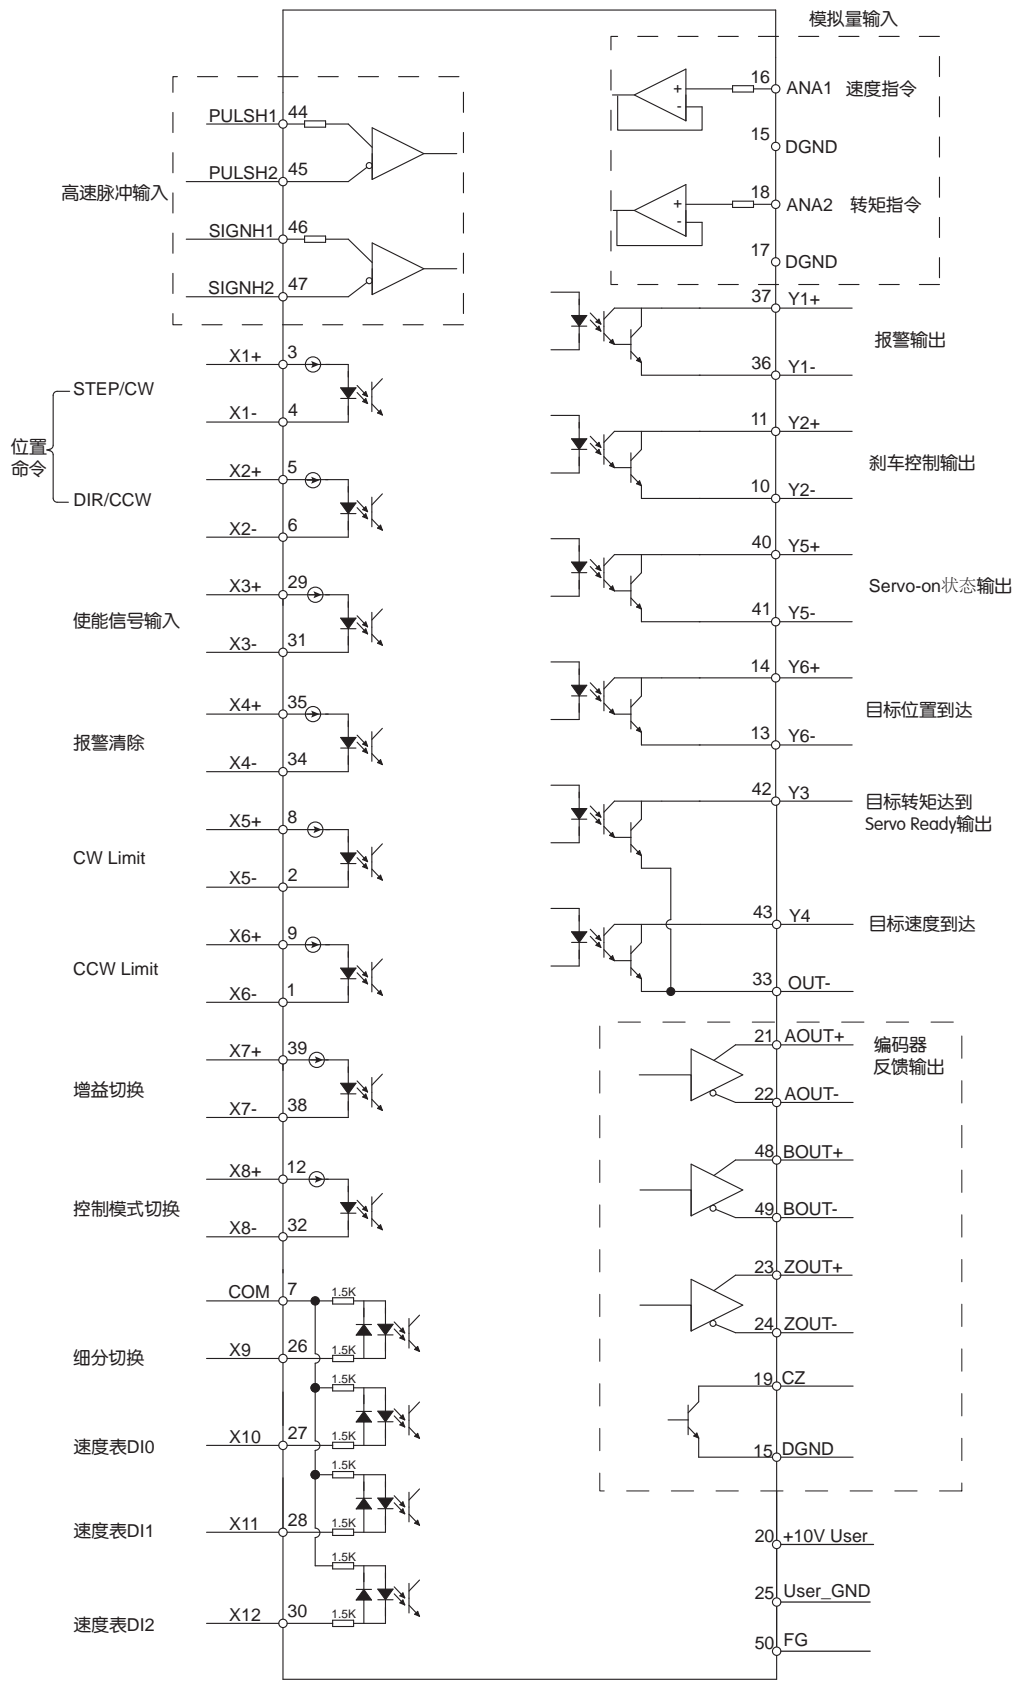 模拟量输入
16 ANA1 速度指令
15 DGND
18 ANA2 转矩指令
17 DGND
+
-
+
-
高速脉冲输入
PULSH1 44
PULSH2 45
SIGNH1 46
SIGNH2 47
位置
命令
STEP/CW
X1+ 3
X1- 4
DIR/CCW
X2+ 5
X2- 6
使能信号输入
X3+ 29
X3- 31
报警清除
X4+ 35
X4- 34
CW Limit
X5+ 8
X5- 2
CCW Limit
X6+ 9
X6- 1
增益切换
X7+ 39
X7- 38
控制模式切换
X8+ 12
X8- 32
COM 7 1.5K
细分切换 X9 26 1.5K
1.5K
速度表DI0 X10 27 1.5K
1.5K
速度表DI1 X11 28 1.5K
1.5K
速度表DI2 X12 30 1.5K
37 Y1+
报警输出
36 Y1-
11 Y2+
刹车控制输出
10 Y2-
40 Y5+
Servo-on状态输出
41 Y5-
14 Y6+
目标位置到达
13 Y6-
42 Y3
目标转矩达到
Servo Ready输出
43 Y4 目标速度到达
33 OUT-
编码器
反馈输出
21 AOUT+
22 AOUT-
48 BOUT+
49 BOUT-
23 ZOUT+
24 ZOUT-
19 CZ
15 DGND
20 +10V User
25 User_GND
50 FG